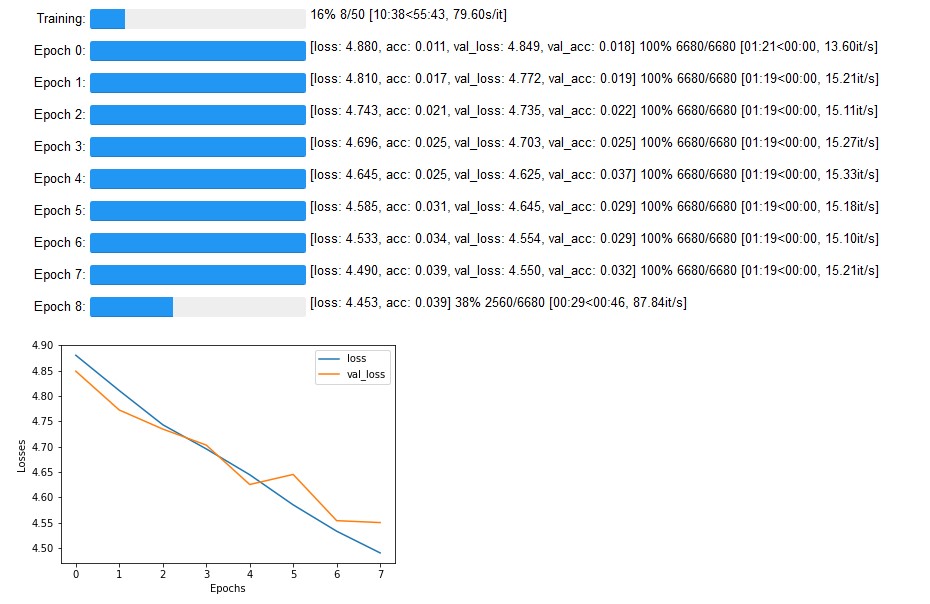 Training: 16% 8/50 [10:38<55:43, 79.60s/it]
Epoch 0: [loss: 4.880, acc: 0.011, val_loss: 4.849, val_acc: 0.018] 100% 6680/6680 [01:21<00:00, 13.60it/s]
Epoch 1: [loss: 4.810, acc: 0.017, val_loss: 4.772, val_acc: 0.019] 100% 6680/6680 [01:19<00:00, 15.21it/s]
Epoch 2: [loss: 4.743, acc: 0.021, val_loss: 4.735, val_acc: 0.022] 100% 6680/6680 [01:19<00:00, 15.11it/s]
Epoch 3: [loss: 4.696, acc: 0.025, val_loss: 4.703, val_acc: 0.025] 100% 6680/6680 [01:19<00:00, 15.27it/s]
Epoch 4: [loss: 4.645, acc: 0.025, val_loss: 4.625, val_acc: 0.037] 100% 6680/6680 [01:19<00:00, 15.33it/s]
Epoch 5: [loss: 4.585, acc: 0.031, val_loss: 4.645, val_acc: 0.029] 100% 6680/6680 [01:19<00:00, 15.18it/s]
Epoch 6: [loss: 4.533, acc: 0.034, val_loss: 4.554, val_acc: 0.029] 100% 6680/6680 [01:19<00:00, 15.10it/s]
Epoch 7: [loss: 4.490, acc: 0.039, val_loss: 4.550, val_acc: 0.032] 100% 6680/6680 [01:19<00:00, 15.21it/s]
Epoch 8: [loss: 4.453, acc: 0.039] 38% 2560/6680 [00:29<00:46, 87.84it/s]
loss
val_loss
Losses
4.90
4.85
4.80
4.75
4.70
4.65
4.60
4.55
4.50
0 1 2 3 4 5 6 7
Epochs